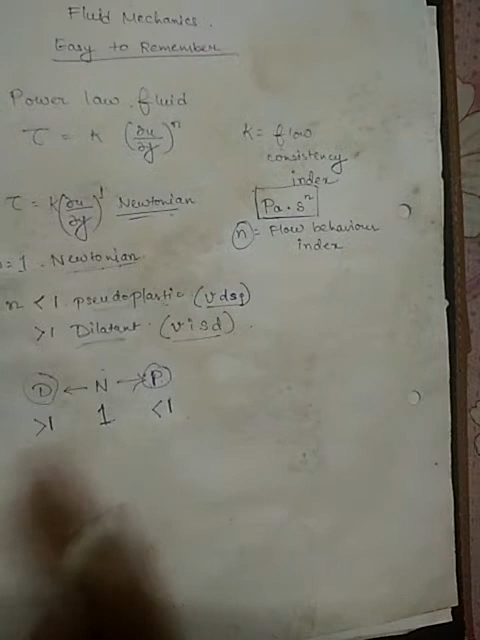 Fluid Mechanics.
Easy to Remember
Power law fluid
τ = K (∂u/∂y)^n
K = flow
consistency
index
Pa.s^n
n = Flow behaviour
index
τ = K(∂u/∂y)^1 Newtonian
n=1. Newtonian.
n <1 pseudoplastic
>1 Dilatant (visd).
D ← N → P
>1 1 <1